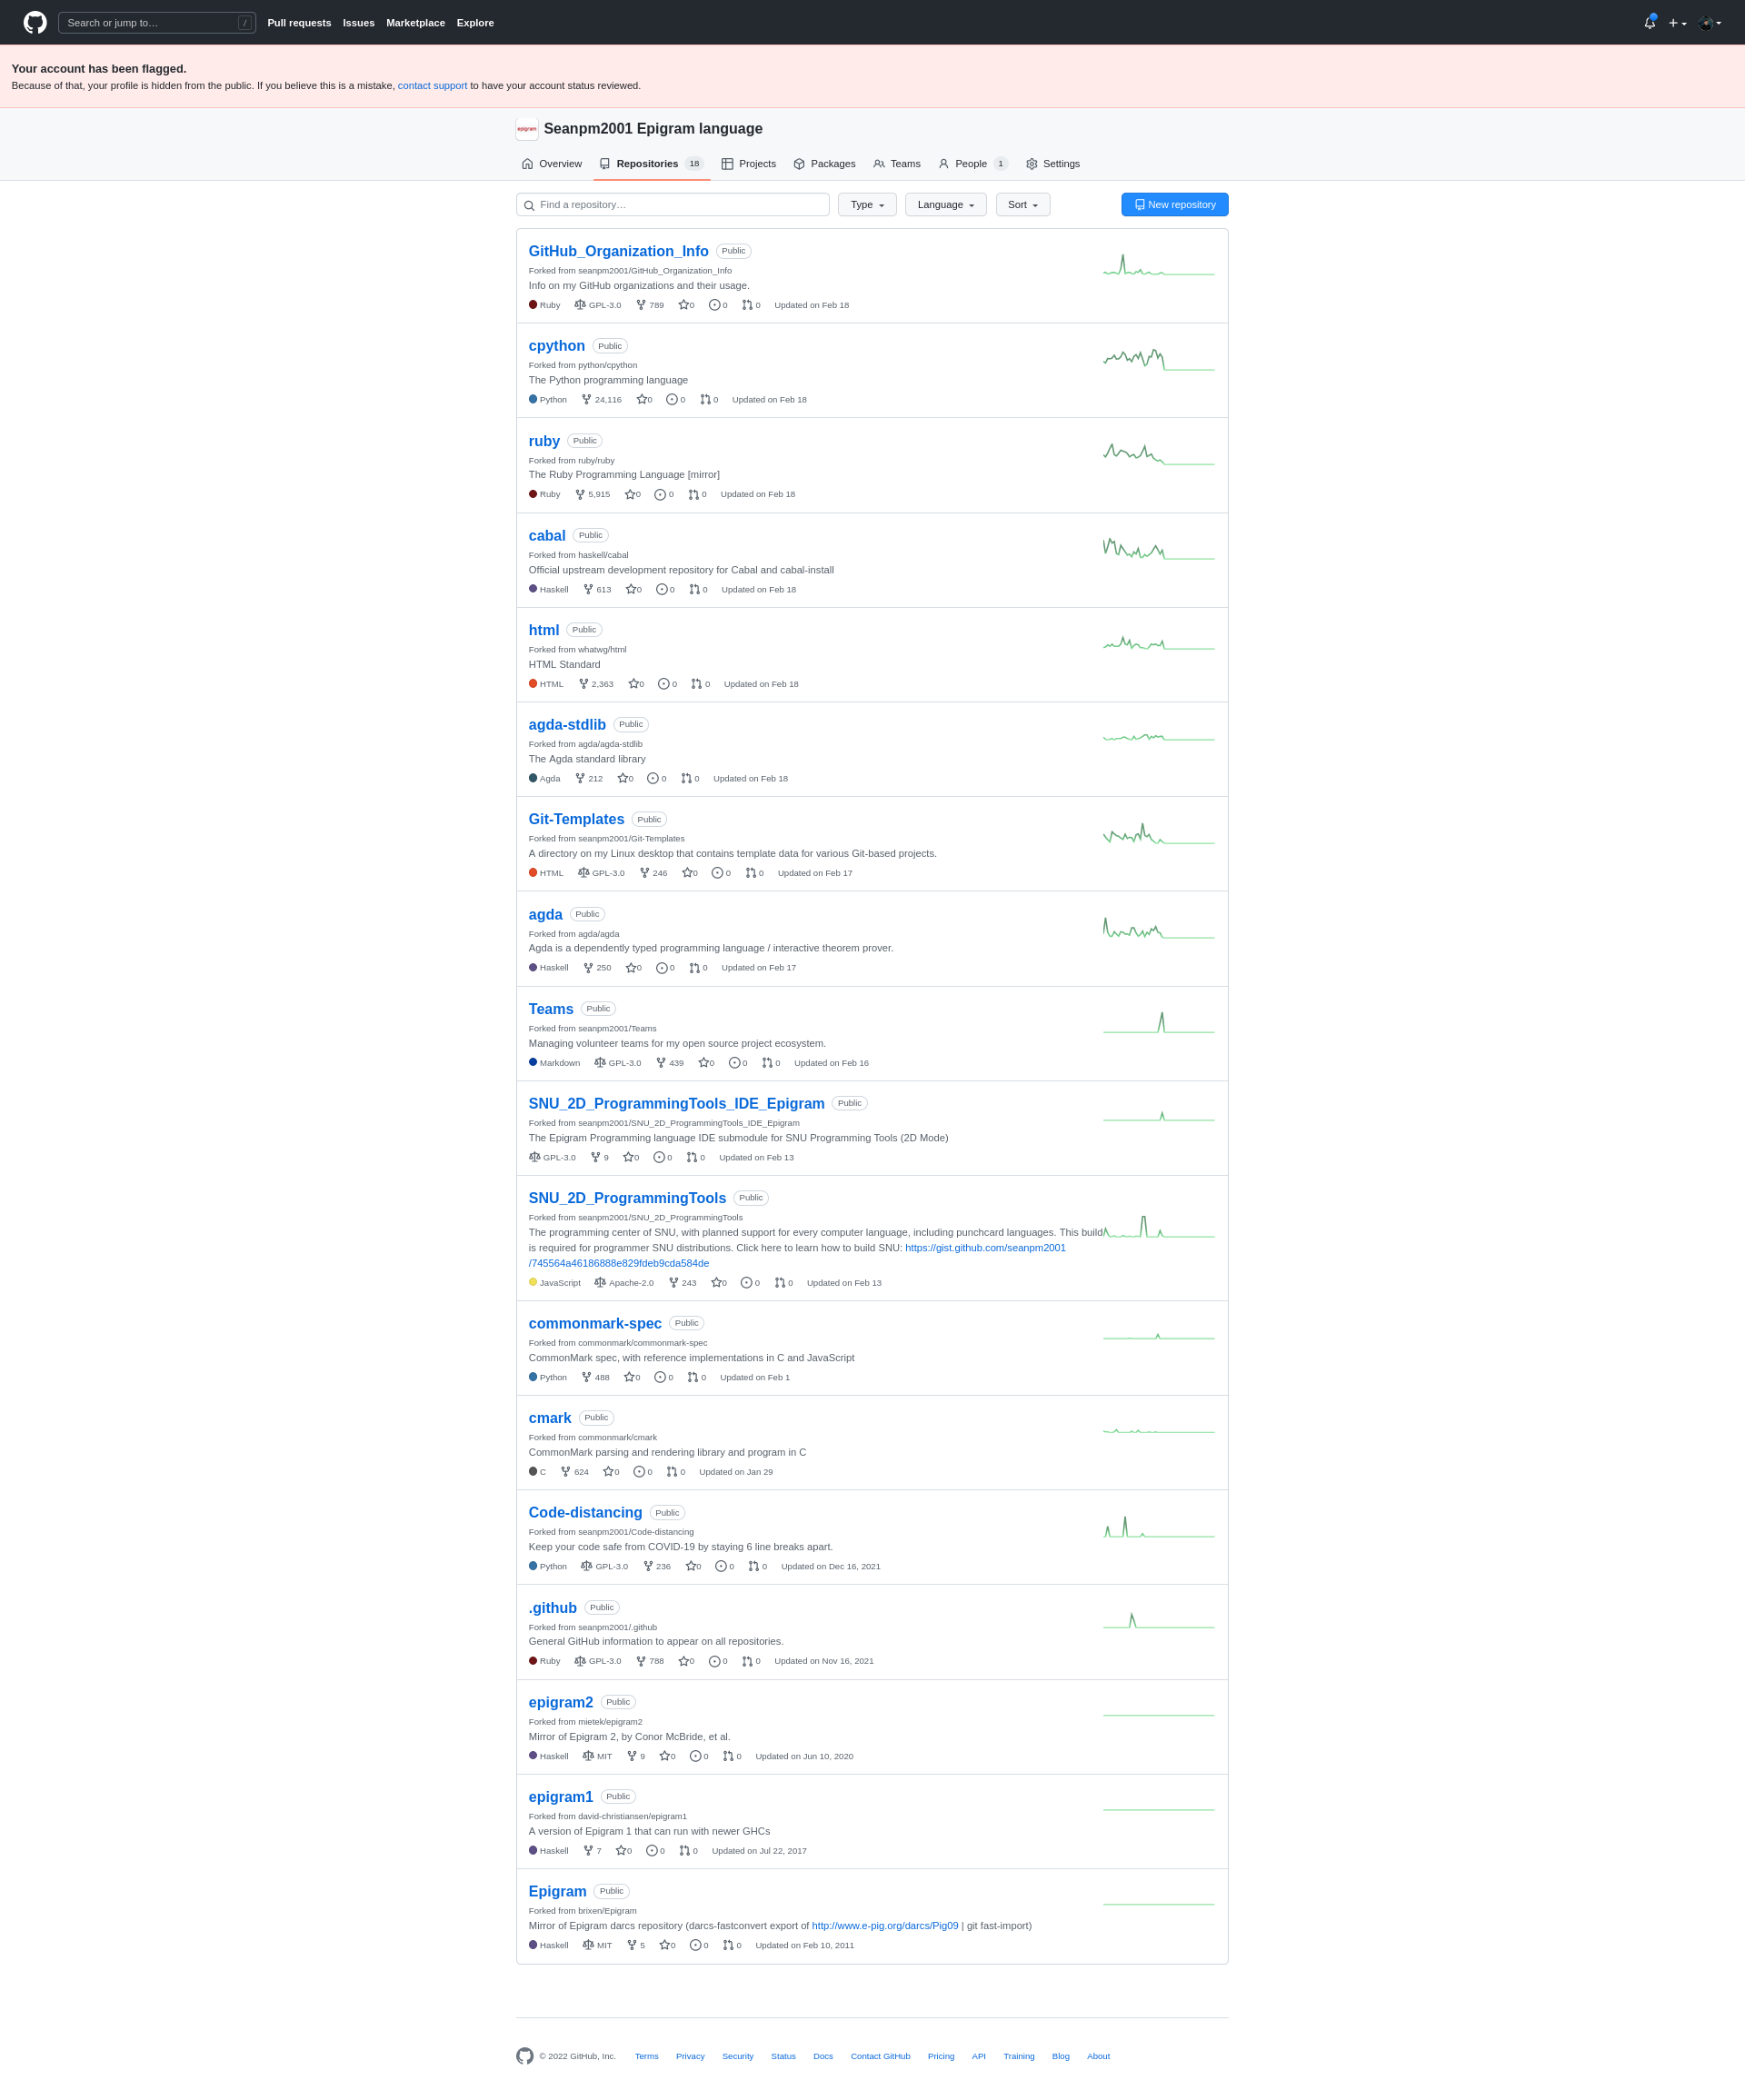 Search or jump to… /
Pull requests Issues Marketplace Explore
Your account has been flagged.
Because of that, your profile is hidden from the public. If you believe this is a mistake, contact support to have your account status reviewed.
epigram Seanpm2001 Epigram language
Overview Repositories 18 Projects Packages Teams People 1 Settings
Find a repository… Type Language Sort New repository
GitHub_Organization_Info Public
Forked from seanpm2001/GitHub_Organization_Info
Info on my GitHub organizations and their usage.
Ruby GPL-3.0 789 0 0 0 Updated on Feb 18
cpython Public
Forked from python/cpython
The Python programming language
Python 24,116 0 0 0 Updated on Feb 18
ruby Public
Forked from ruby/ruby
The Ruby Programming Language [mirror]
Ruby 5,915 0 0 0 Updated on Feb 18
cabal Public
Forked from haskell/cabal
Official upstream development repository for Cabal and cabal-install
Haskell 613 0 0 0 Updated on Feb 18
html Public
Forked from whatwg/html
HTML Standard
HTML 2,363 0 0 0 Updated on Feb 18
agda-stdlib Public
Forked from agda/agda-stdlib
The Agda standard library
Agda 212 0 0 0 Updated on Feb 18
Git-Templates Public
Forked from seanpm2001/Git-Templates
A directory on my Linux desktop that contains template data for various Git-based projects.
HTML GPL-3.0 246 0 0 0 Updated on Feb 17
agda Public
Forked from agda/agda
Agda is a dependently typed programming language / interactive theorem prover.
Haskell 250 0 0 0 Updated on Feb 17
Teams Public
Forked from seanpm2001/Teams
Managing volunteer teams for my open source project ecosystem.
Markdown GPL-3.0 439 0 0 0 Updated on Feb 16
SNU_2D_ProgrammingTools_IDE_Epigram Public
Forked from seanpm2001/SNU_2D_ProgrammingTools_IDE_Epigram
The Epigram Programming language IDE submodule for SNU Programming Tools (2D Mode)
GPL-3.0 9 0 0 0 Updated on Feb 13
SNU_2D_ProgrammingTools Public
Forked from seanpm2001/SNU_2D_ProgrammingTools
The programming center of SNU, with planned support for every computer language, including punchcard languages. This build
is required for programmer SNU distributions. Click here to learn how to build SNU: https://gist.github.com/seanpm2001
/745564a46186888e829fdeb9cda584de
JavaScript Apache-2.0 243 0 0 0 Updated on Feb 13
commonmark-spec Public
Forked from commonmark/commonmark-spec
CommonMark spec, with reference implementations in C and JavaScript
Python 488 0 0 0 Updated on Feb 1
cmark Public
Forked from commonmark/cmark
CommonMark parsing and rendering library and program in C
C 624 0 0 0 Updated on Jan 29
Code-distancing Public
Forked from seanpm2001/Code-distancing
Keep your code safe from COVID-19 by staying 6 line breaks apart.
Python GPL-3.0 236 0 0 0 Updated on Dec 16, 2021
.github Public
Forked from seanpm2001/.github
General GitHub information to appear on all repositories.
Ruby GPL-3.0 788 0 0 0 Updated on Nov 16, 2021
epigram2 Public
Forked from mietek/epigram2
Mirror of Epigram 2, by Conor McBride, et al.
Haskell MIT 9 0 0 0 Updated on Jun 10, 2020
epigram1 Public
Forked from david-christiansen/epigram1
A version of Epigram 1 that can run with newer GHCs
Haskell 7 0 0 0 Updated on Jul 22, 2017
Epigram Public
Forked from brixen/Epigram
Mirror of Epigram darcs repository (darcs-fastconvert export of http://www.e-pig.org/darcs/Pig09 | git fast-import)
Haskell MIT 5 0 0 0 Updated on Feb 10, 2011
© 2022 GitHub, Inc. Terms Privacy Security Status Docs Contact GitHub Pricing API Training Blog About